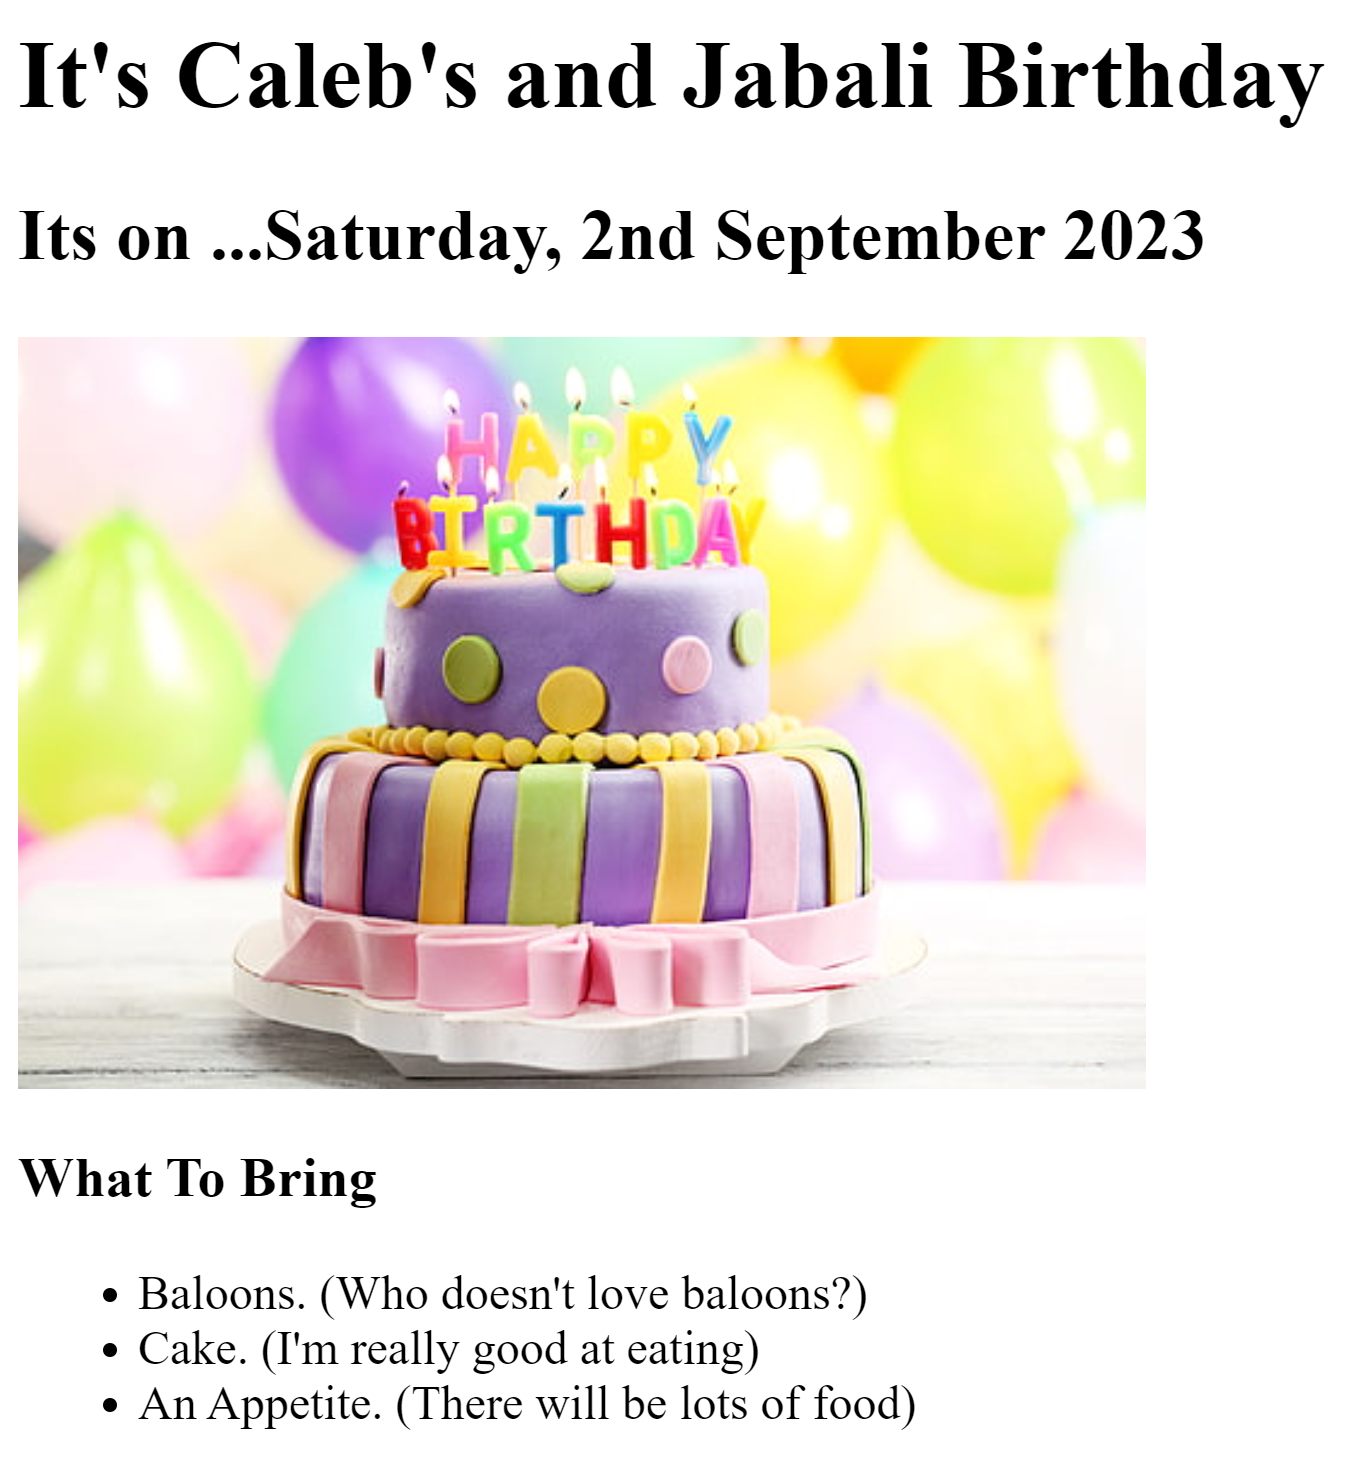 It's Caleb's and Jabali Birthday
Its on ...Saturday, 2nd September 2023
HAPPY
BIRTHDAY
What To Bring
• Baloons. (Who doesn't love baloons?)
• Cake. (I'm really good at eating)
• An Appetite. (There will be lots of food)